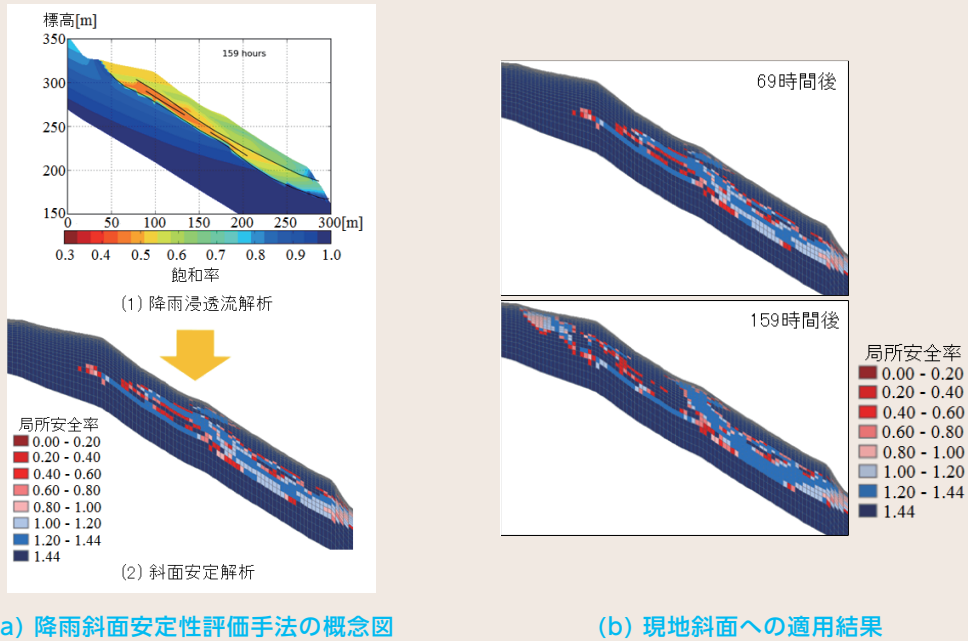 標高[m]
350
300
250
200
150
159 hours
0 50 100 150 200 250 300[m]
0.3 0.4 0.5 0.6 0.7 0.8 0.9 1.0
飽和率
(1) 降雨浸透流解析
局所安全率
0.00 - 0.20
0.20 - 0.40
0.40 - 0.60
0.60 - 0.80
0.80 - 1.00
1.00 - 1.20
1.20 - 1.44
1.44
(2) 斜面安定解析
a) 降雨斜面安定性評価手法の概念図
69時間後
159時間後
局所安全率
0.00 - 0.20
0.20 - 0.40
0.40 - 0.60
0.60 - 0.80
0.80 - 1.00
1.00 - 1.20
1.20 - 1.44
1.44
(b) 現地斜面への適用結果